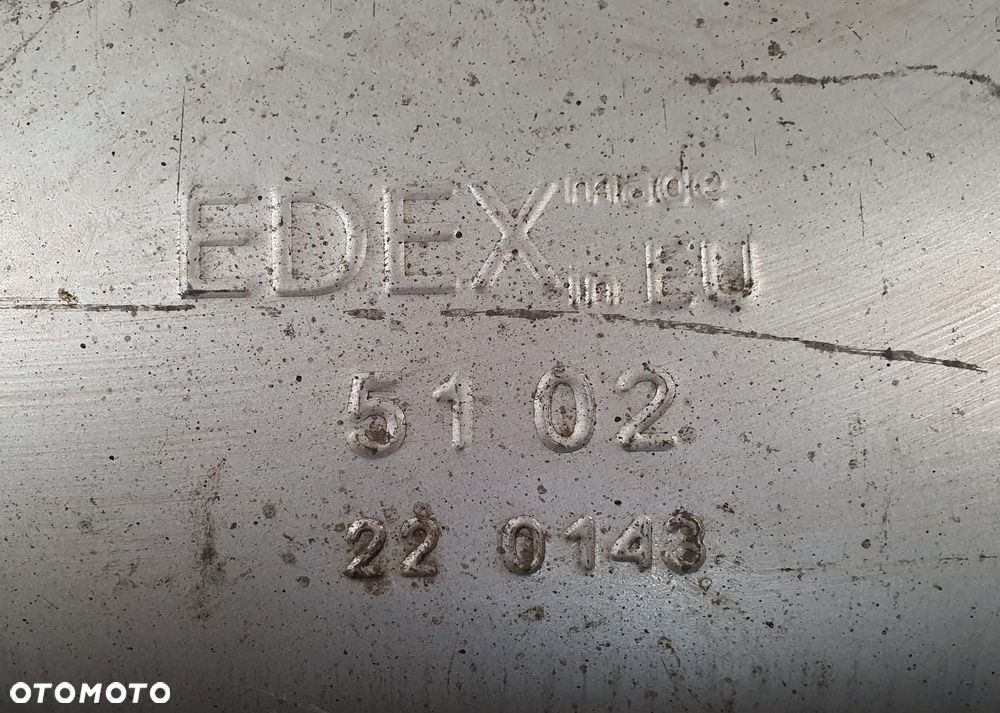 EDEX made
in EU
51 02
22 0143
OTOMOTO